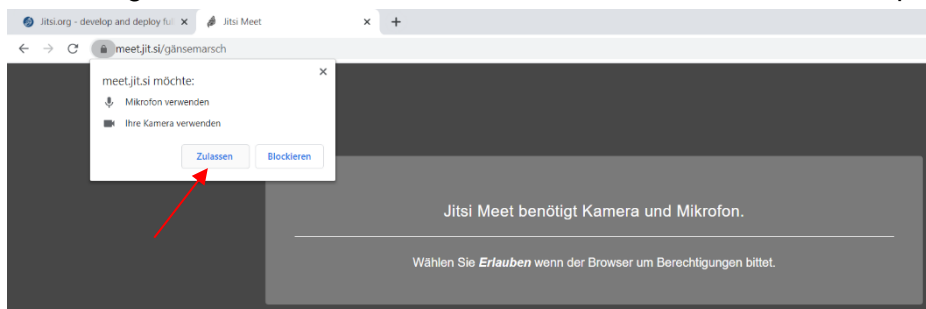 Jitsi.org - develop and deploy ful
Jitsi Meet
meet.jit.si/gänsemarsch
meet.jit.si möchte:
Mikrofon verwenden
Ihre Kamera verwenden
Zulassen Blockieren
Jitsi Meet benötigt Kamera und Mikrofon.
Wählen Sie Erlauben wenn der Browser um Berechtigungen bittet.